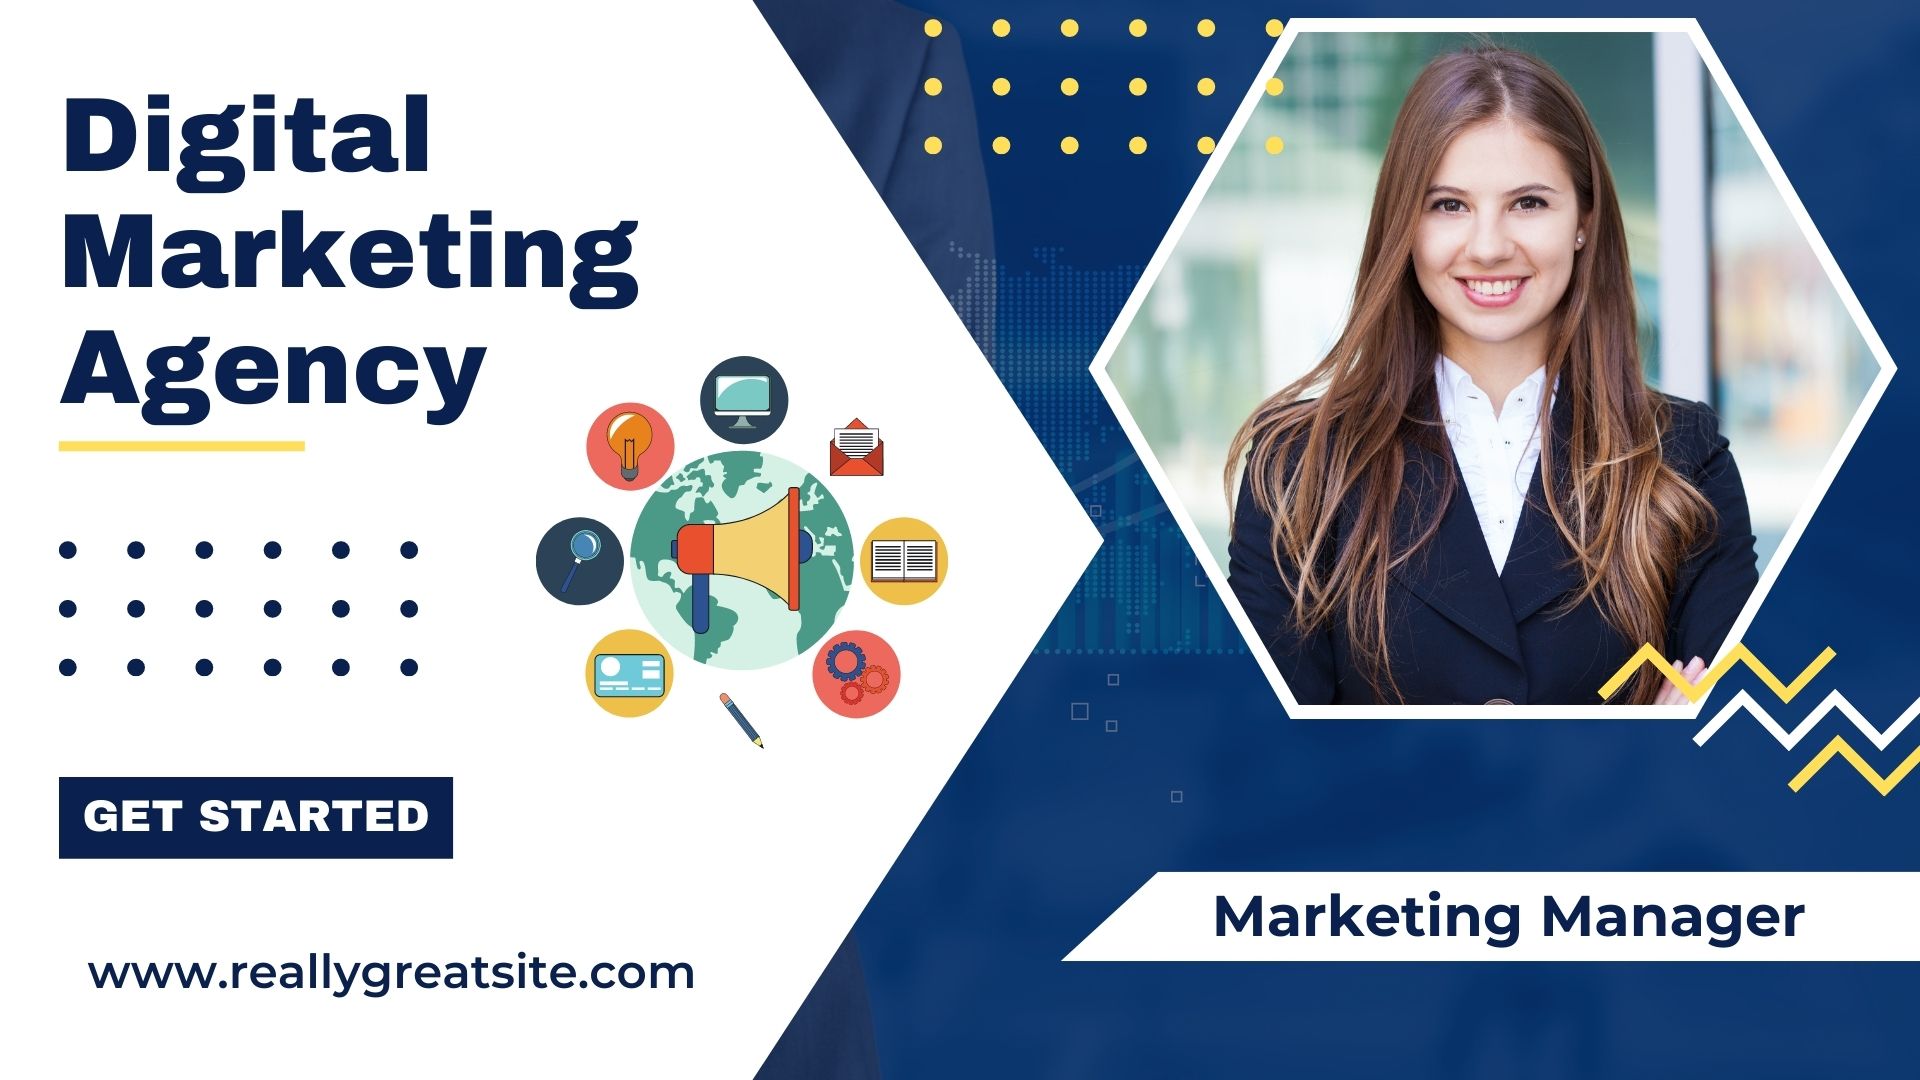 Digital
Marketing
Agency
GET STARTED
www.reallygreatsite.com
Marketing Manager